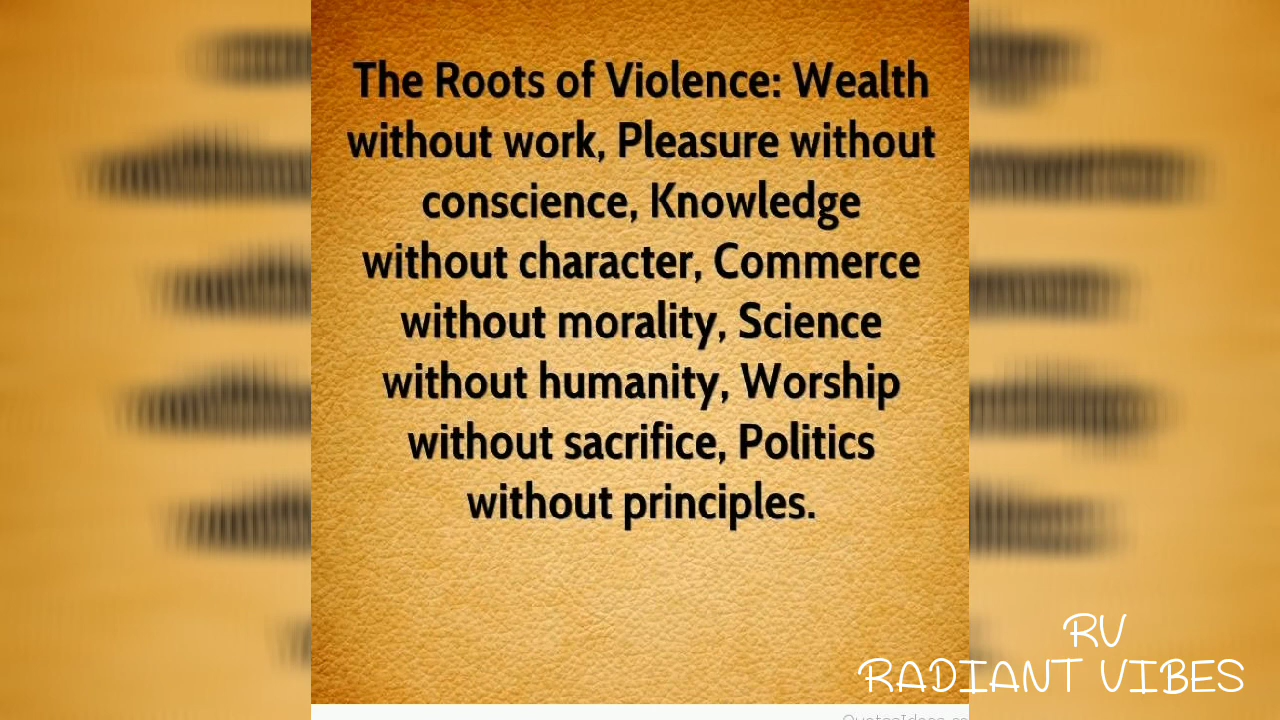 The Roots of Violence: Wealth
without work, Pleasure without
conscience, Knowledge
without character, Commerce
without morality, Science
without humanity, Worship
without sacrifice, Politics
without principles.
RV
RADIANT VIBES